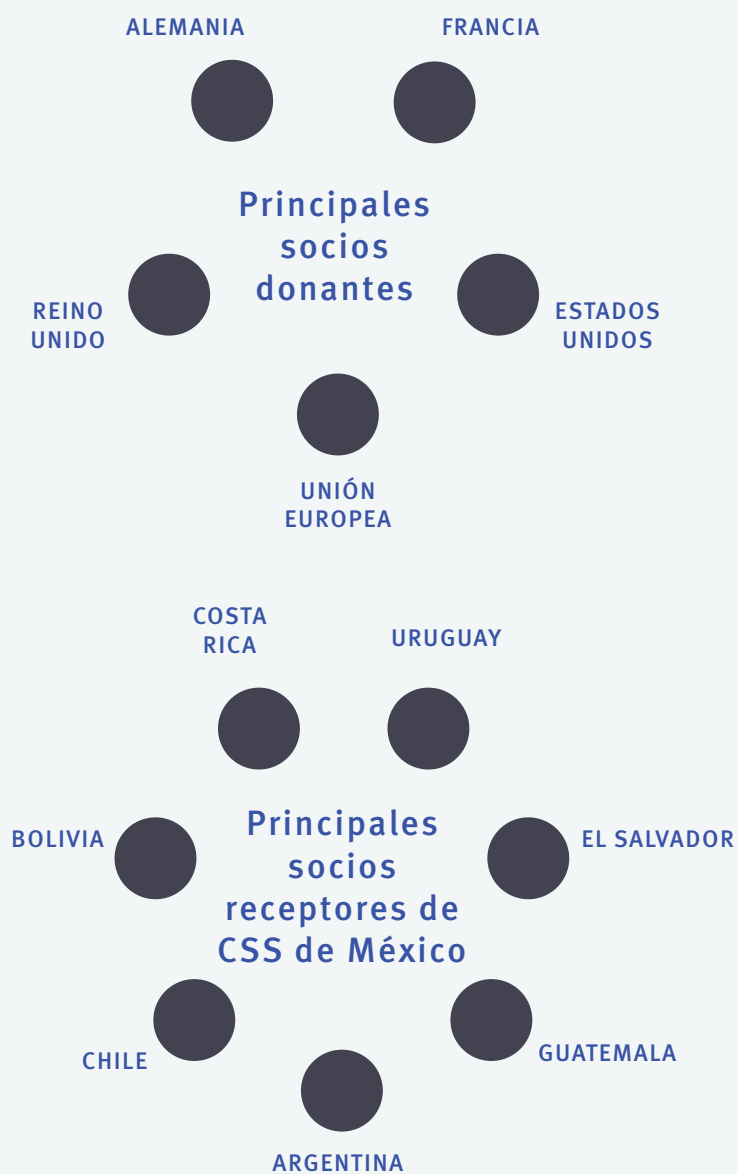 ALEMANIA
FRANCIA
Principales
socios
donantes
REINO
UNIDO
ESTADOS
UNIDOS
UNIÓN
EUROPEA
COSTA
RICA
URUGUAY
BOLIVIA
Principales
socios
receptores de
CSS de México
EL SALVADOR
CHILE
GUATEMALA
ARGENTINA